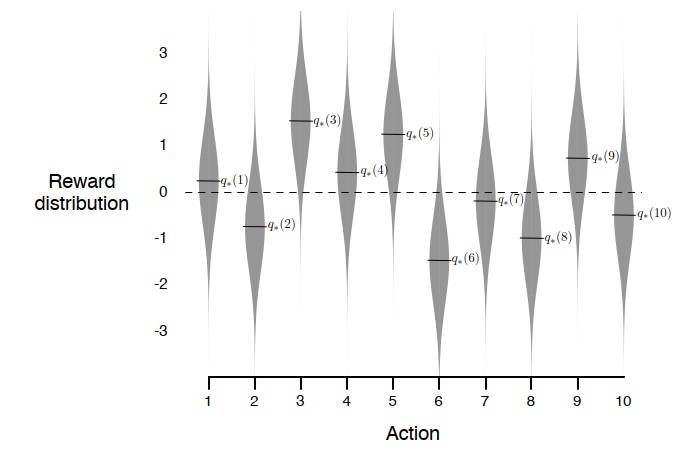 3
2
1
0
-1
-2
-3
Reward
distribution
q*(1)
q*(2)
q*(3)
q*(4)
q*(5)
q*(6)
q*(7)
q*(8)
q*(9)
q*(10)
1 2 3 4 5 6 7 8 9 10
Action